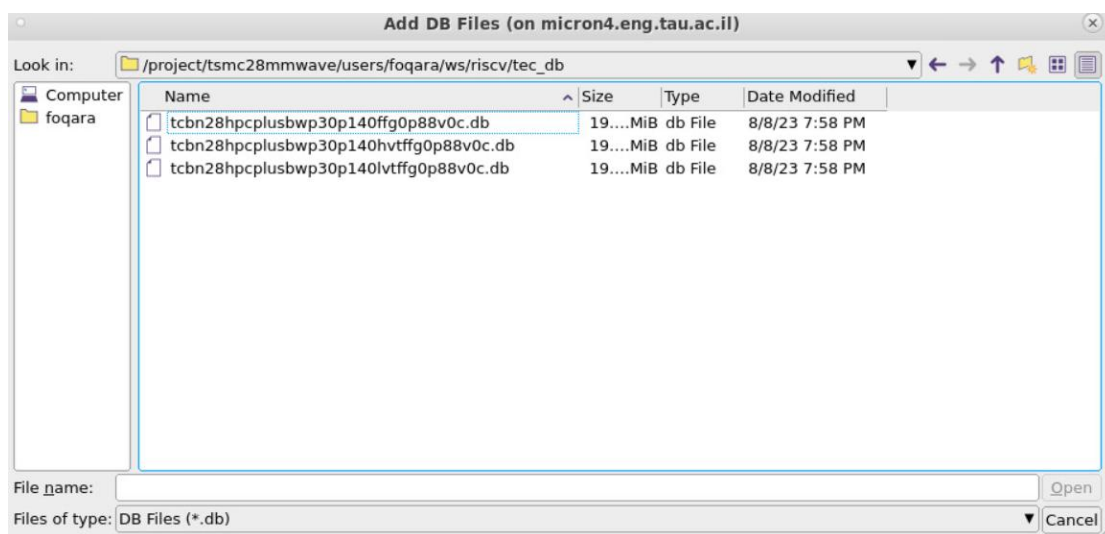 Add DB Files (on micron4.eng.tau.ac.il)
Look in: /project/tsmc28mmwave/users/foqara/ws/riscv/tec_db
Computer
foqara
Name Size Type Date Modified
tcbn28hpcplusbwp30p140ffg0p88v0c.db 19....MiB db File 8/8/23 7:58 PM
tcbn28hpcplusbwp30p140hvtffg0p88v0c.db 19....MiB db File 8/8/23 7:58 PM
tcbn28hpcplusbwp30p140lvtffg0p88v0c.db 19....MiB db File 8/8/23 7:58 PM
File name: Open
Files of type: DB Files (*.db) Cancel